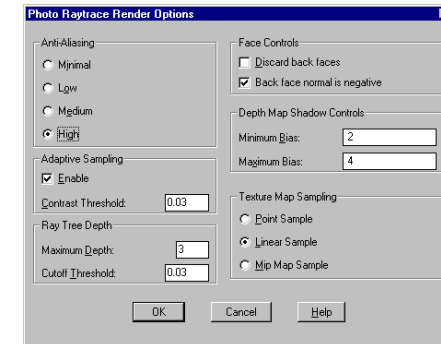 Photo Raytrace Render Options
Anti-Aliasing
Minimal
Low
Medium
High
Adaptive Sampling
Enable
Contrast Threshold: 0.03
Ray Tree Depth
Maximum Depth: 3
Cutoff Threshold: 0.03
Face Controls
Discard back faces
Back face normal is negative
Depth Map Shadow Controls
Minimum Bias: 2
Maximum Bias: 4
Texture Map Sampling
Point Sample
Linear Sample
Mip Map Sample
OK Cancel Help